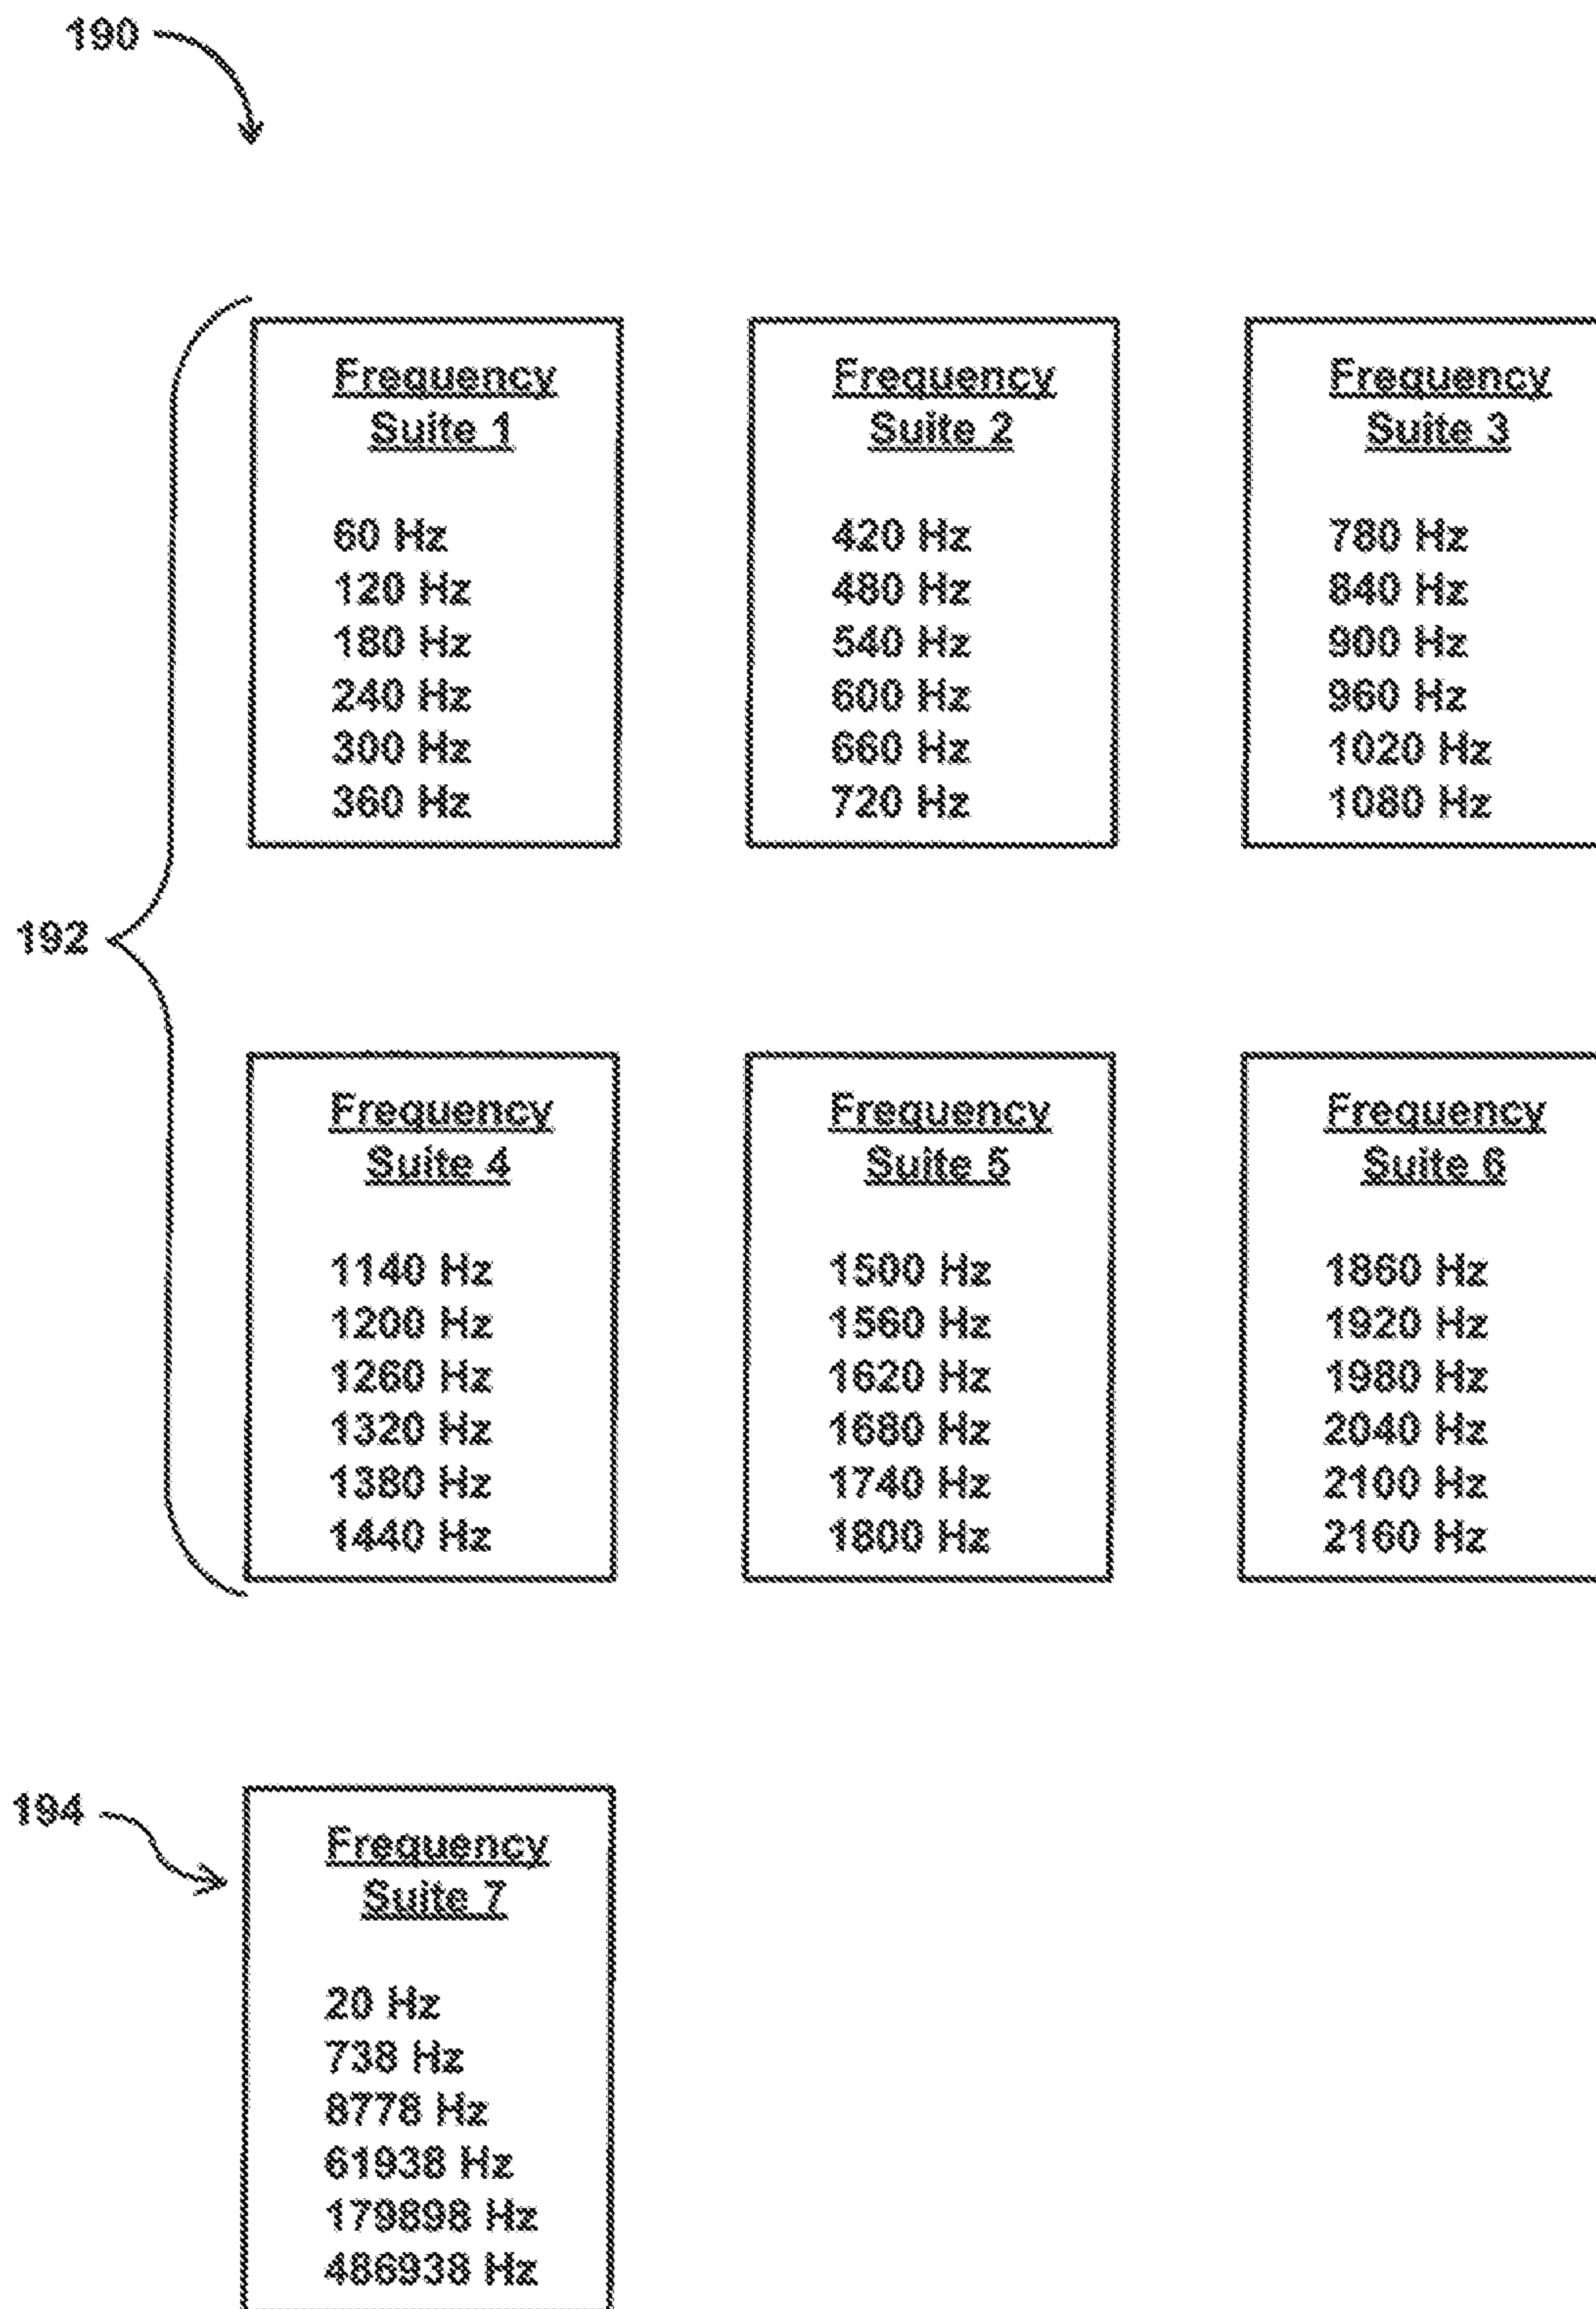 190
192
Frequency
Suite 1
60 Hz
120 Hz
180 Hz
240 Hz
300 Hz
360 Hz
Frequency
Suite 2
420 Hz
480 Hz
540 Hz
600 Hz
660 Hz
720 Hz
Frequency
Suite 3
780 Hz
840 Hz
900 Hz
960 Hz
1020 Hz
1080 Hz
Frequency
Suite 4
1140 Hz
1200 Hz
1260 Hz
1320 Hz
1380 Hz
1440 Hz
Frequency
Suite 5
1500 Hz
1560 Hz
1620 Hz
1680 Hz
1740 Hz
1800 Hz
Frequency
Suite 6
1860 Hz
1920 Hz
1980 Hz
2040 Hz
2100 Hz
2160 Hz
194
Frequency
Suite 7
20 Hz
738 Hz
8778 Hz
61938 Hz
179898 Hz
486938 Hz